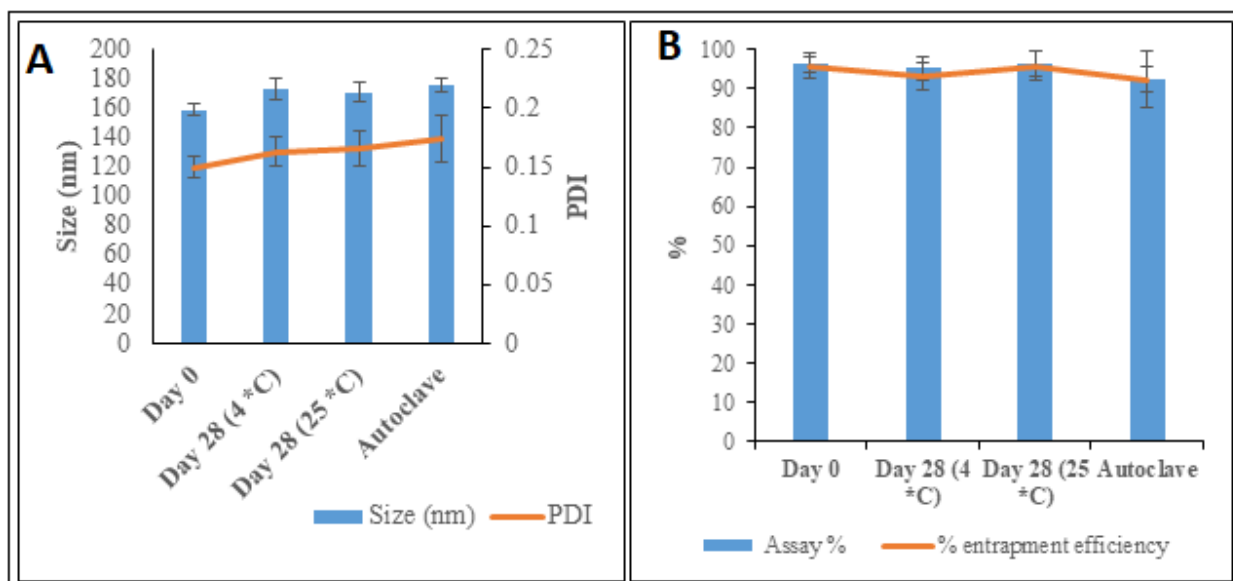 A
Size (nm)
200
180
160
140
120
100
80
60
40
20
0
0.25
0.2
0.15
0.1
0.05
0
PDI
Day 0
Day 28 (4 *C)
Day 28 (25 *C)
Autoclave
Size (nm) PDI
B
%
100
90
80
70
60
50
40
30
20
10
0
Day 0
Day 28 (4
*C)
Day 28 (25
*C)
Autoclave
Assay % % entrapment efficiency